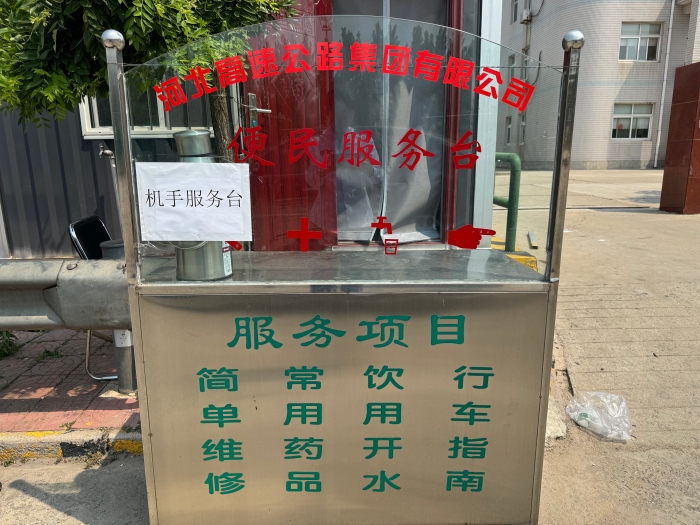 河北高速公路集团有限公司
便民服务台
机手服务台
服务项目
简单维修
常用药品
饮用开水
行车指南